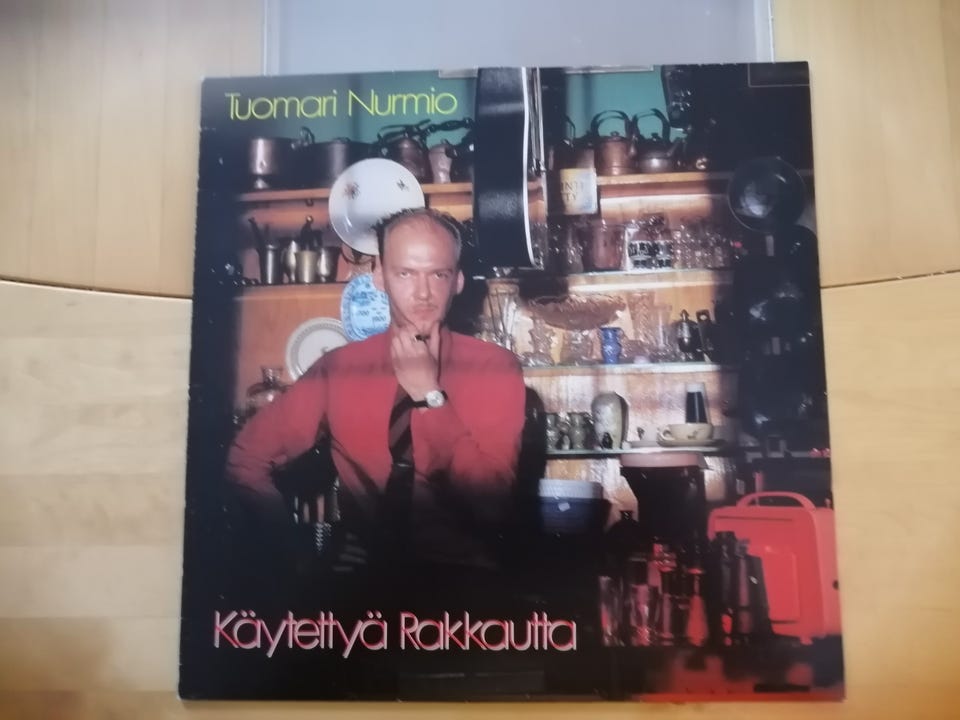 Tuomari Nurmio
Käytettyä Rakkautta